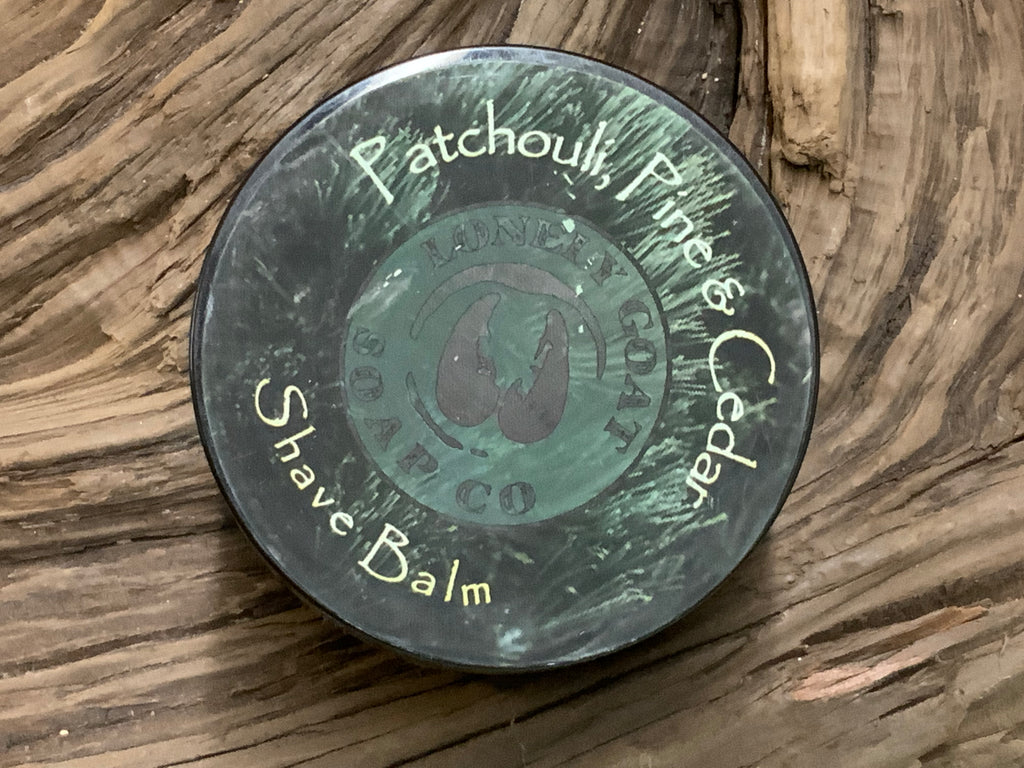 Patchouli, Pine & Cedar
LONELY GOAT
SOAP CO
Shave Balm